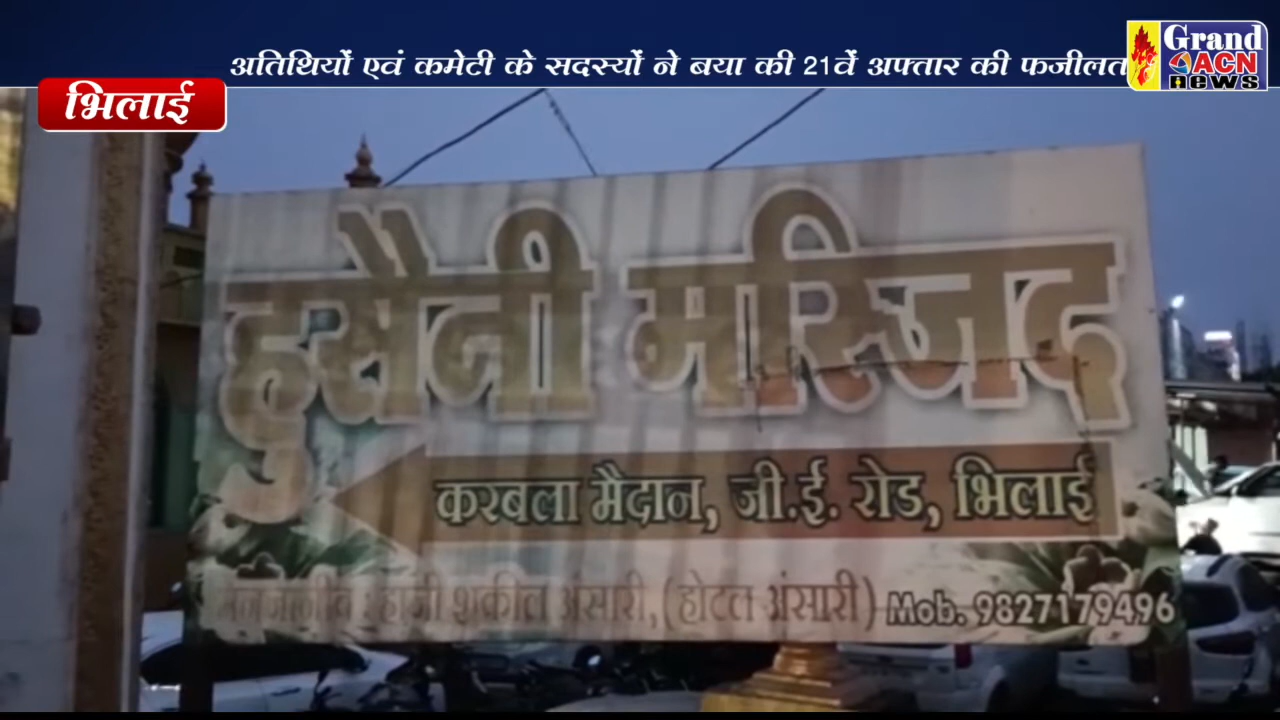 अतिथियों एवं कमेटी के सदस्यों ने बया की 21वें अफ्तार की फजीलत
Grand
ACN
news
भिलाई
हुसैनी मस्जिद
करबला मैदान, जी.ई. रोड, भिलाई
हाजी शकील अंसारी, (होटल अंसारी) Mob. 9827179496